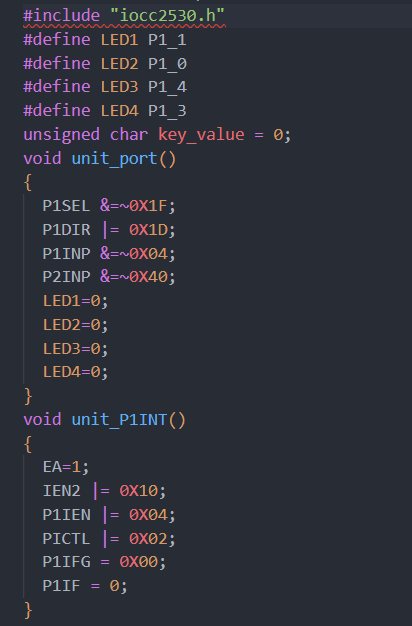 #include "iocc2530.h"
#define LED1 P1_1
#define LED2 P1_0
#define LED3 P1_4
#define LED4 P1_3
unsigned char key_value = 0;
void unit_port()
{
P1SEL &=~0X1F;
P1DIR |= 0X1D;
P1INP &=~0X04;
P2INP &=~0X40;
LED1=0;
LED2=0;
LED3=0;
LED4=0;
}
void unit_P1INT()
{
EA=1;
IEN2 |= 0X10;
P1IEN |= 0X04;
PICTL |= 0X02;
P1IFG = 0X00;
P1IF = 0;
}